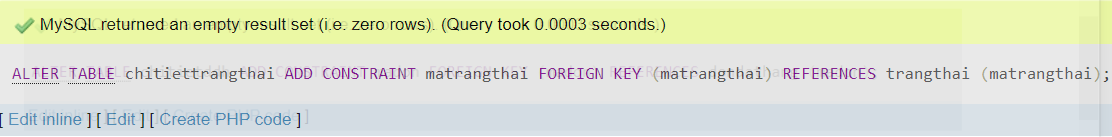 MySQL returned an empty result set (i.e. zero rows). (Query took 0.0003 seconds.)
ALTER TABLE chitiettrangthai ADD CONSTRAINT matrangthai FOREIGN KEY (matrangthai) REFERENCES trangthai (matrangthai);
[ Edit inline ] [ Edit ] [ Create PHP code ]